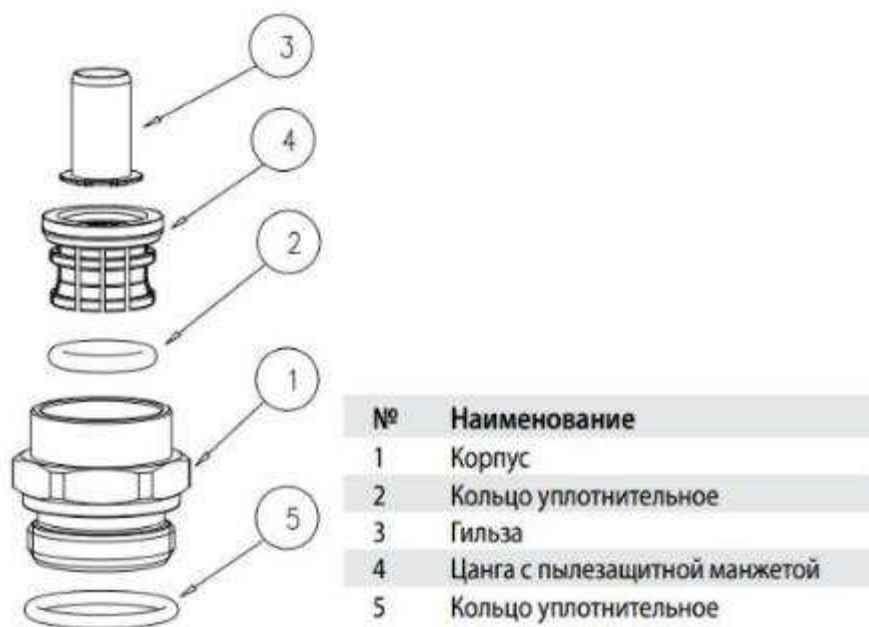 3
4
2
1
5
№ Наименование
1 Корпус
2 Кольцо уплотнительное
3 Гильза
4 Цанга с пылезащитной манжетой
5 Кольцо уплотнительное